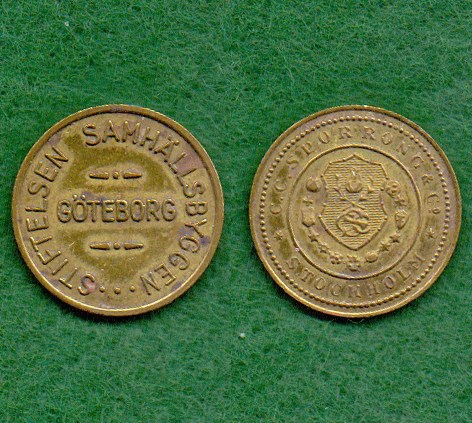 STIFTELSEN SAMHÄLLSBYGGEN
GÖTEBORG
C.C. SPORRONG & Co
STOCKHOLM